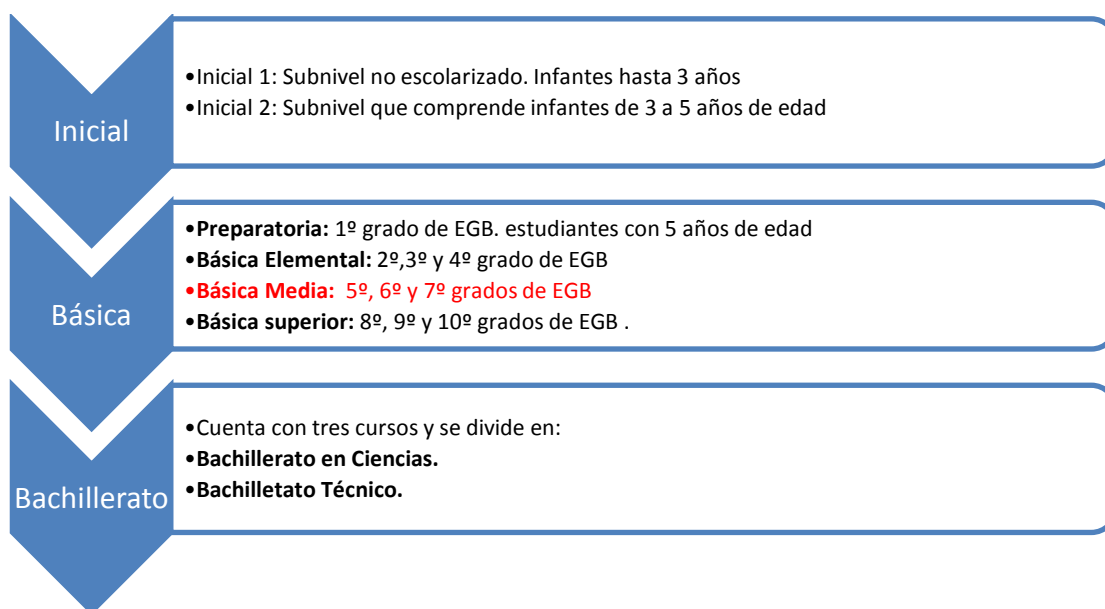 Inicial
•Inicial 1: Subnivel no escolarizado. Infantes hasta 3 años
•Inicial 2: Subnivel que comprende infantes de 3 a 5 años de edad
Básica
•Preparatoria: 1º grado de EGB. estudiantes con 5 años de edad
•Básica Elemental: 2º,3º y 4º grado de EGB
•Básica Media: 5º, 6º y 7º grados de EGB
•Básica superior: 8º, 9º y 10º grados de EGB .
Bachillerato
•Cuenta con tres cursos y se divide en:
•Bachillerato en Ciencias.
•Bachilletato Técnico.